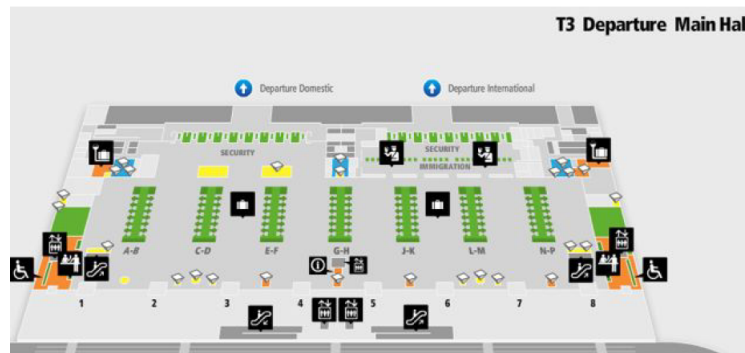 T3 Departure Main Hal
Departure Domestic
Departure International
SECURITY
SECURITY
IMMIGRATION
A-B
C-D
E-F
G-H
J-K
L-M
N-P
1
2
3
4
5
6
7
8